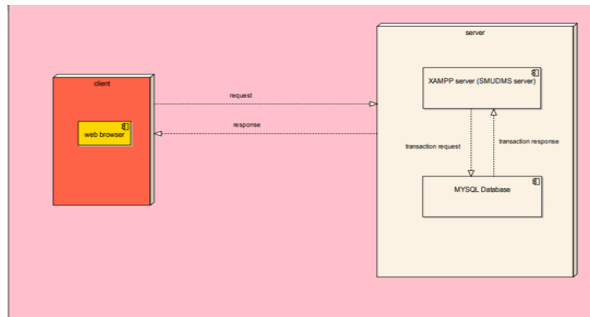 server
XAMPP server (SMUDMS server)
client
request
web browser
response
transaction request
transaction response
MYSQL Database